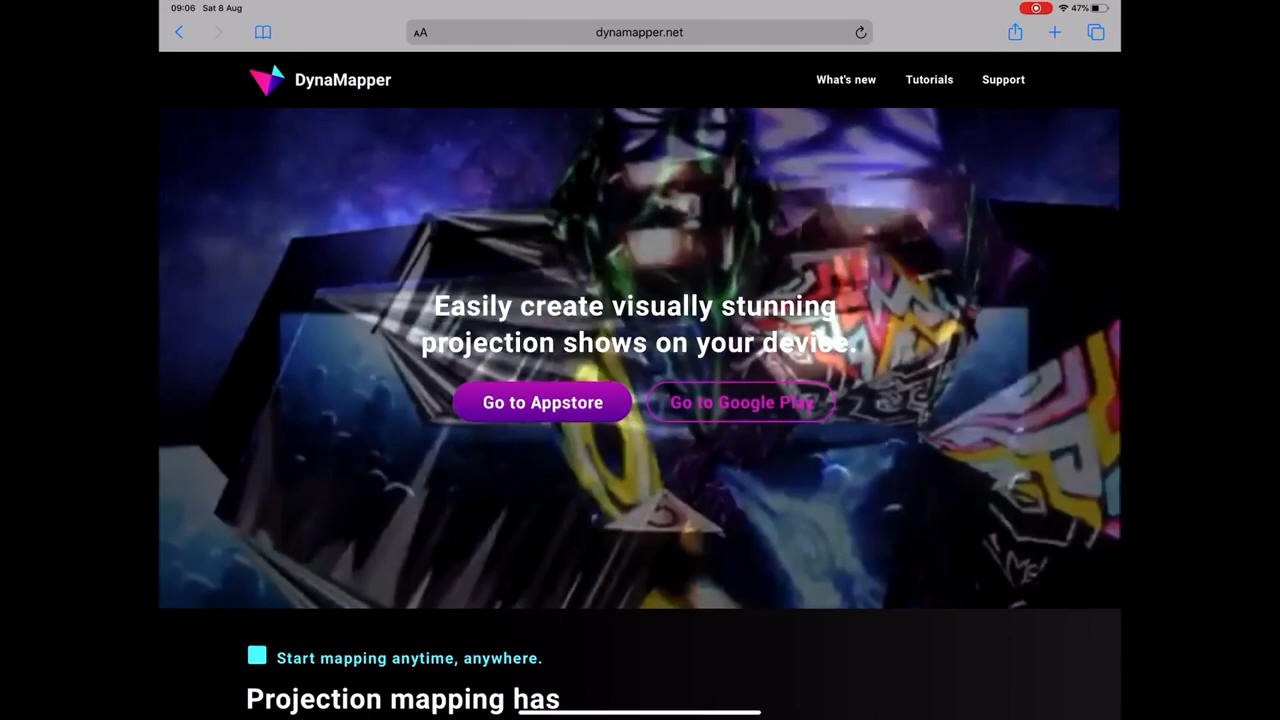 09:06 Sat 8 Aug
47%
AA dynamapper.net
DynaMapper
What's new Tutorials Support
Easily create visually stunning
projection shows on your device.
Go to Appstore Go to Google Play
Start mapping anytime, anywhere.
Projection mapping has